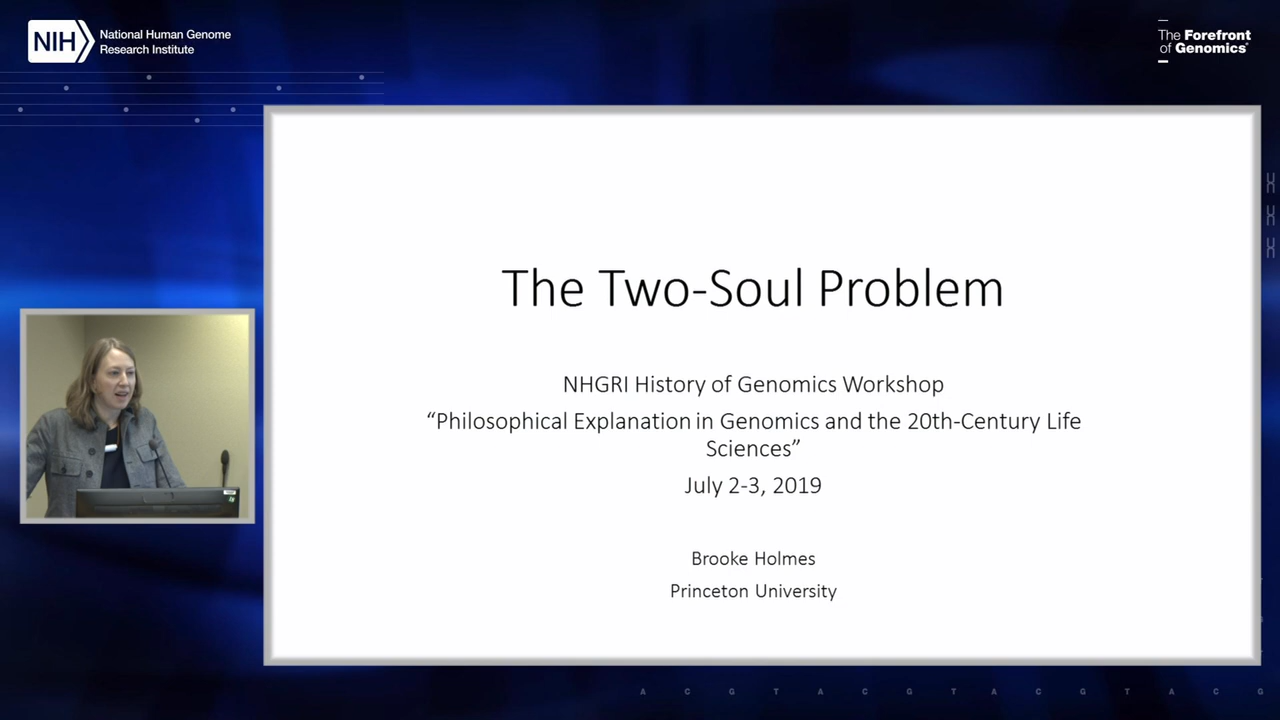 NIH
National Human Genome
Research Institute
The Forefront
of Genomics®
The Two-Soul Problem
NHGRI History of Genomics Workshop
“Philosophical Explanation in Genomics and the 20th-Century Life
Sciences”
July 2-3, 2019
Brooke Holmes
Princeton University
A C G T A C G T A C G T A C G